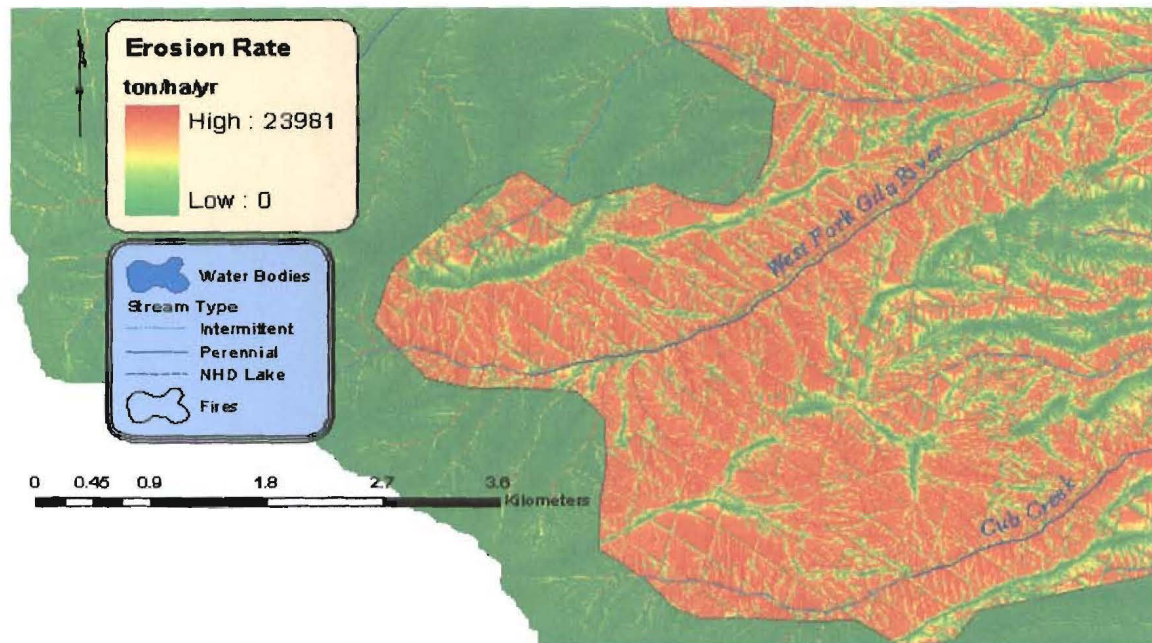 Erosion Rate
ton/ha/yr
High : 23981
Low : 0
Water Bodies
Stream Type
Intermittent
Perennial
NHD Lake
Fires
0 0.45 0.9 1.8 2.7 3.6
Kilometers
West Fork Gila River
Cub Creek